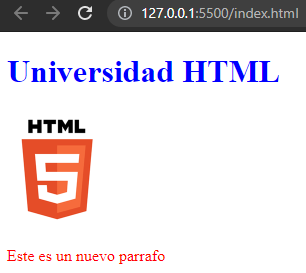 127.0.0.1:5500/index.html
Universidad HTML
HTML
5
Este es un nuevo parrafo